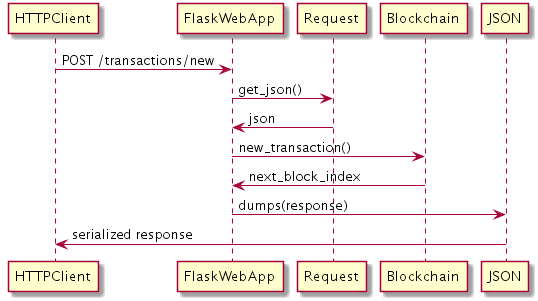 HTTPClient FlaskWebApp Request Blockchain JSON
POST /transactions/new
get_json()
json
new_transaction()
next_block_index
dumps(response)
serialized response
HTTPClient FlaskWebApp Request Blockchain JSON